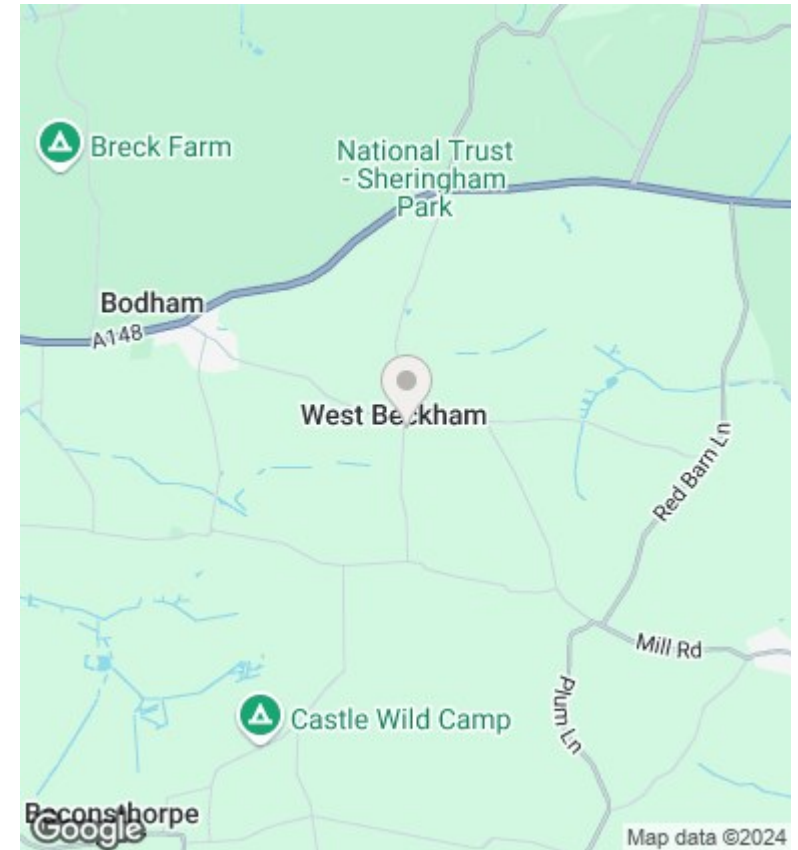 Breck Farm
National Trust
- Sheringham
Park
Bodham
A148
West Beckham
Red Barn Ln
Mill Rd
Plum Ln
Castle Wild Camp
Baconsthorpe
Google
Map data ©2024